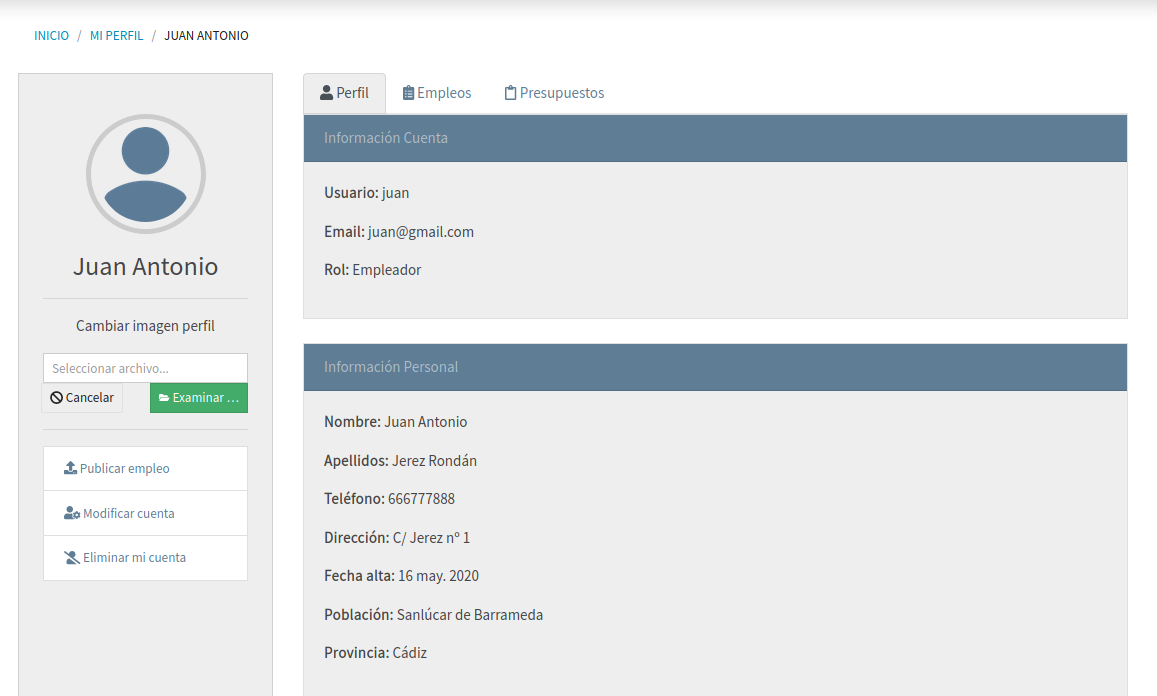 INICIO / MI PERFIL / JUAN ANTONIO
Juan Antonio
Cambiar imagen perfil
Seleccionar archivo...
Cancelar Examinar ...
Publicar empleo
Modificar cuenta
Eliminar mi cuenta
Perfil Empleos Presupuestos
Información Cuenta
Usuario: juan
Email: juan@gmail.com
Rol: Empleador
Información Personal
Nombre: Juan Antonio
Apellidos: Jerez Rondán
Teléfono: 666777888
Dirección: C/ Jerez nº 1
Fecha alta: 16 may. 2020
Población: Sanlúcar de Barrameda
Provincia: Cádiz